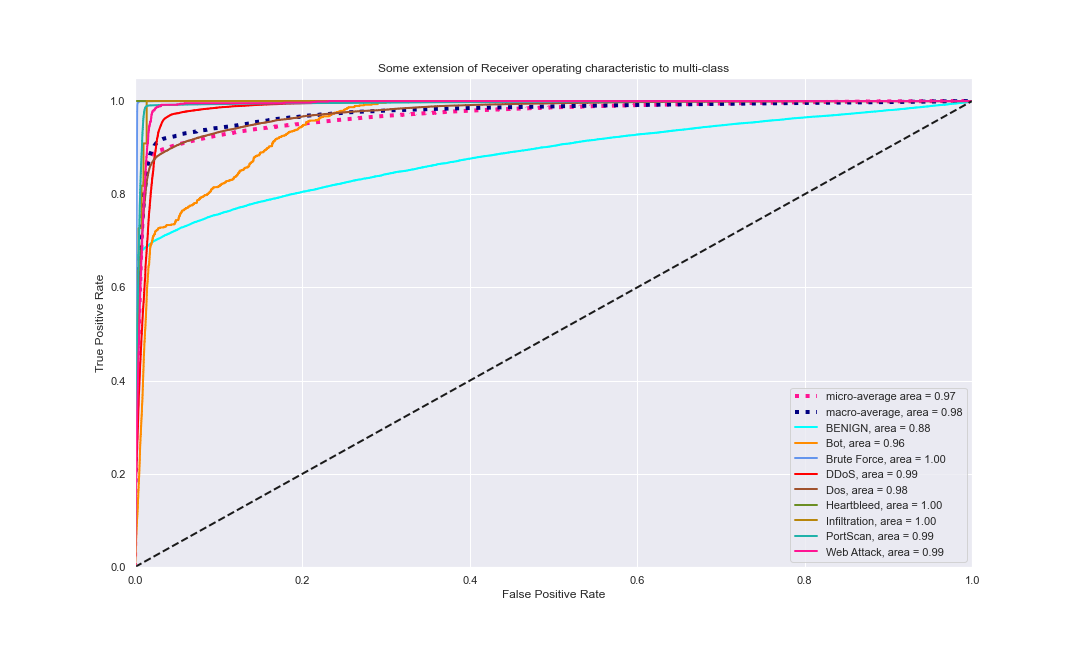 Some extension of Receiver operating characteristic to multi-class
1.0
0.8
0.6
0.4
0.2
0.0
True Positive Rate
micro-average area = 0.97
macro-average, area = 0.98
BENIGN, area = 0.88
Bot, area = 0.96
Brute Force, area = 1.00
DDoS, area = 0.99
Dos, area = 0.98
Heartbleed, area = 1.00
Infiltration, area = 1.00
PortScan, area = 0.99
Web Attack, area = 0.99
0.0 0.2 0.4 0.6 0.8 1.0
False Positive Rate